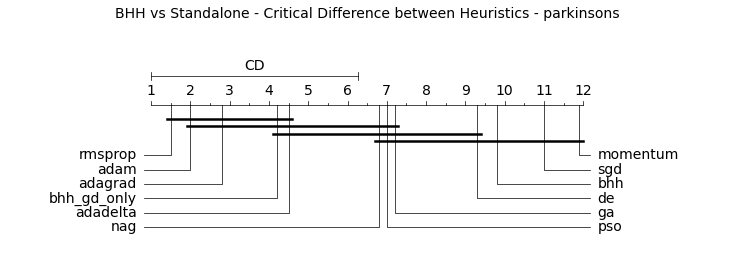 BHH vs Standalone - Critical Difference between Heuristics - parkinsons
CD
1 2 3 4 5 6 7 8 9 10 11 12
rmsprop momentum
adam sgd
adagrad bhh
bhh_gd_only de
adadelta ga
nag pso